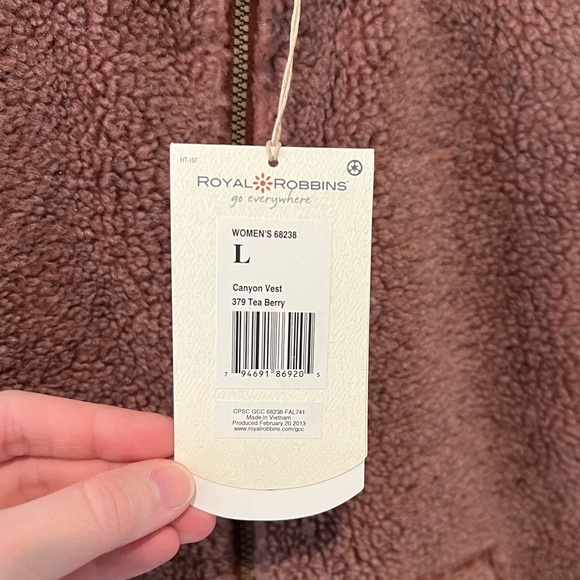 HT-107
ROYAL ROBBINS
go everywhere
WOMEN'S 68238
L
Canyon Vest
379 Tea Berry
7 94691 86920 5
CPSC GCC 68238-FAL741
Made in Vietnam
Produced February 20 2013
www.royalrobbins.com/gcc